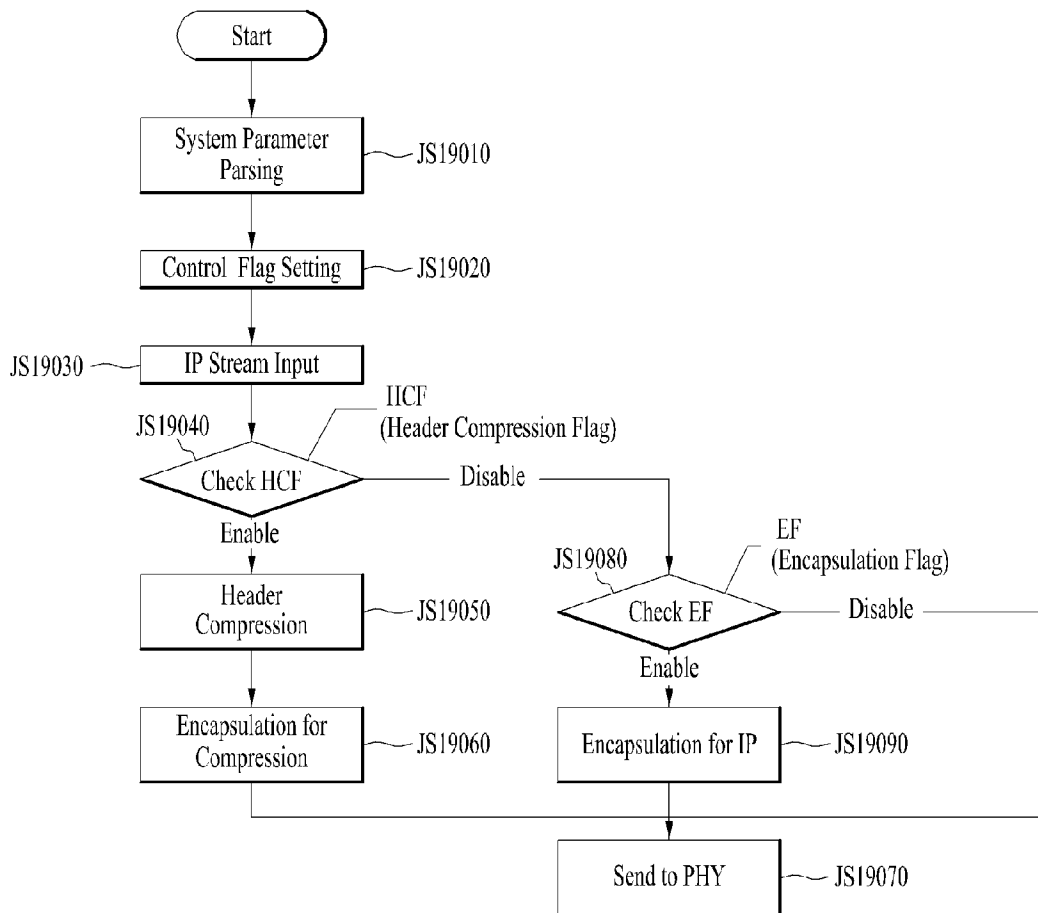 Start
System Parameter
Parsing
JS19010
Control Flag Setting
JS19020
JS19030
IP Stream Input
HCF
(Header Compression Flag)
JS19040
Check HCF
Disable
Enable
EF
(Encapsulation Flag)
JS19080
Check EF
Disable
Enable
Header
Compression
JS19050
Encapsulation for
Compression
JS19060
Encapsulation for IP
JS19090
Send to PHY
JS19070